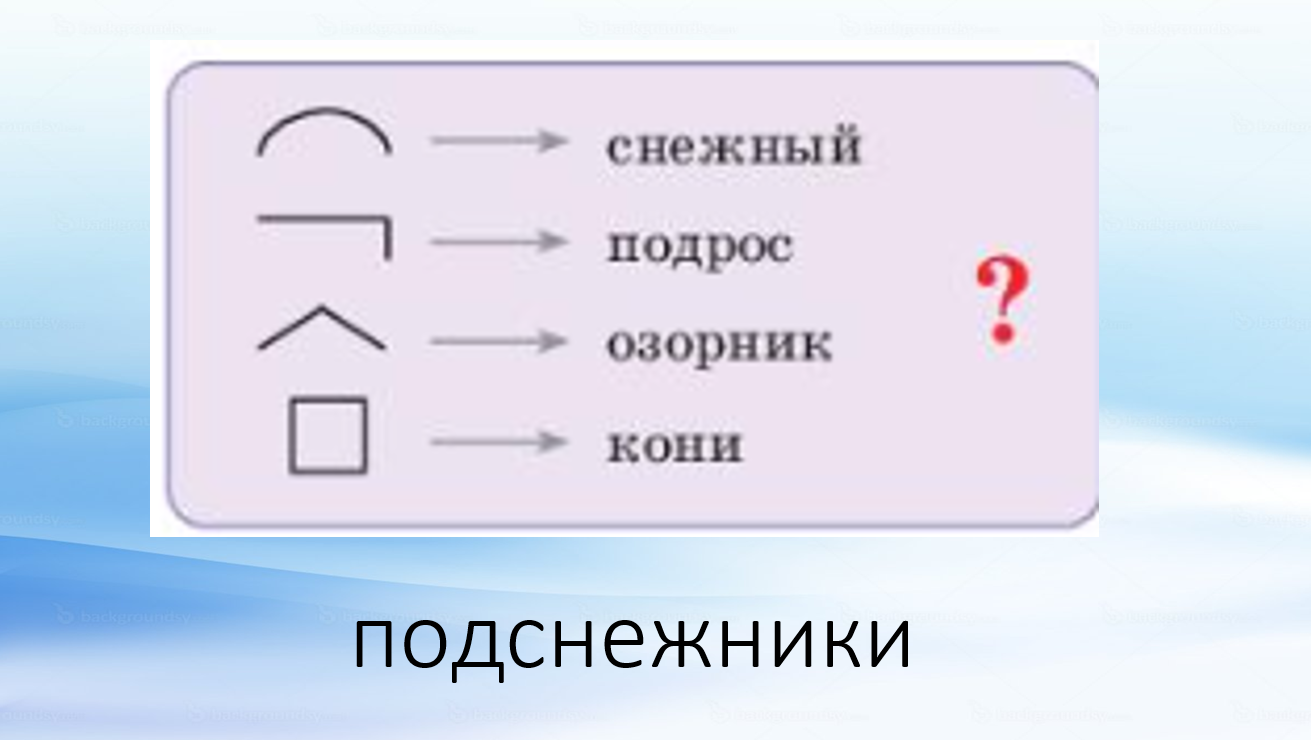 снежный
подрос
озорник
?
кони
подснежники